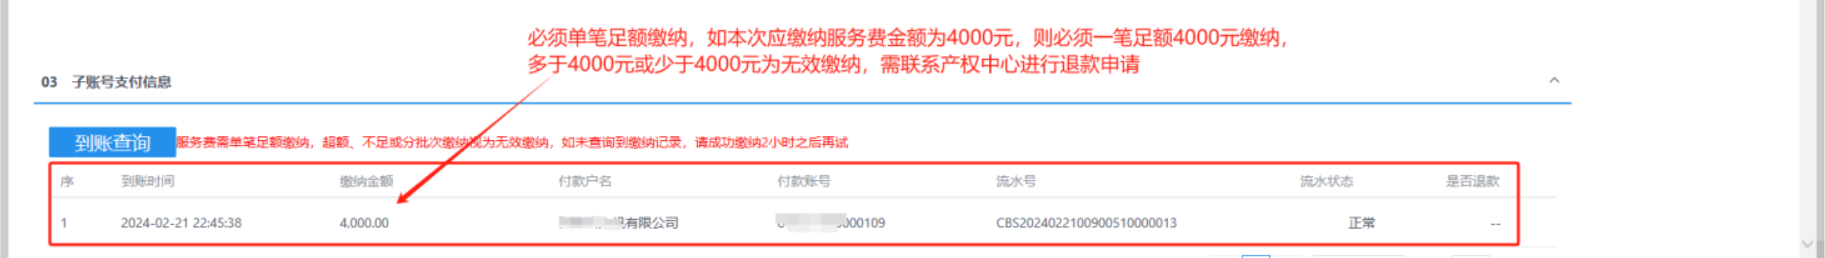 必须单笔足额缴纳，如本次应缴纳服务费金额为4000元，则必须一笔足额4000元缴纳，
多于4000元或少于4000元为无效缴纳，需联系产权中心进行退款申请
03 子账号支付信息
到账查询 服务费需单笔足额缴纳，超额、不足或分批次缴纳视为无效缴纳，如未查询到缴纳记录，请成功缴纳2小时之后再试
序 到账时间 缴纳金额 付款户名 付款账号 流水号 流水状态 是否退款
1 2024-02-21 22:45:38 4,000.00 有限公司 000109 CBS2024022100900510000013 正常 --